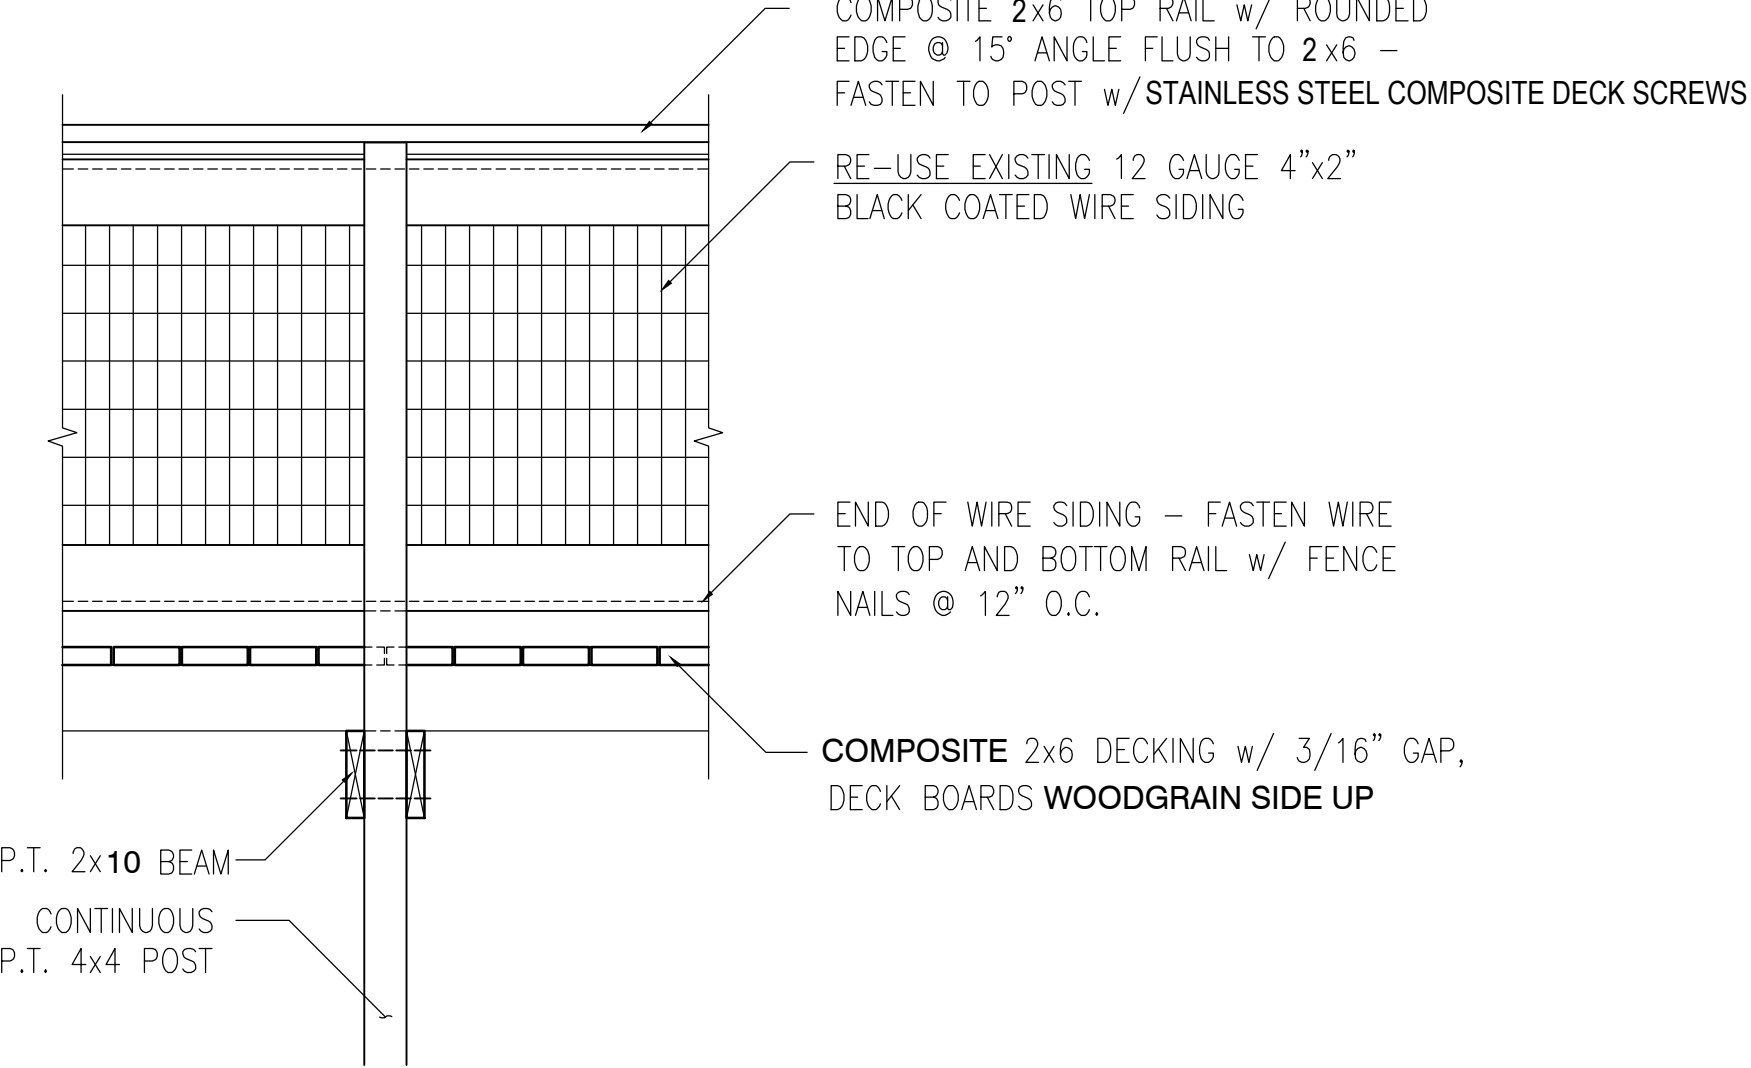 COMPOSITE 2x6 TOP RAIL w/ ROUNDED
EDGE @ 15° ANGLE FLUSH TO 2x6 –
FASTEN TO POST w/ STAINLESS STEEL COMPOSITE DECK SCREWS
RE–USE EXISTING 12 GAUGE 4”x2”
BLACK COATED WIRE SIDING
END OF WIRE SIDING – FASTEN WIRE
TO TOP AND BOTTOM RAIL w/ FENCE
NAILS @ 12” O.C.
COMPOSITE 2x6 DECKING w/ 3/16” GAP,
DECK BOARDS WOODGRAIN SIDE UP
P.T. 2x10 BEAM
CONTINUOUS
P.T. 4x4 POST